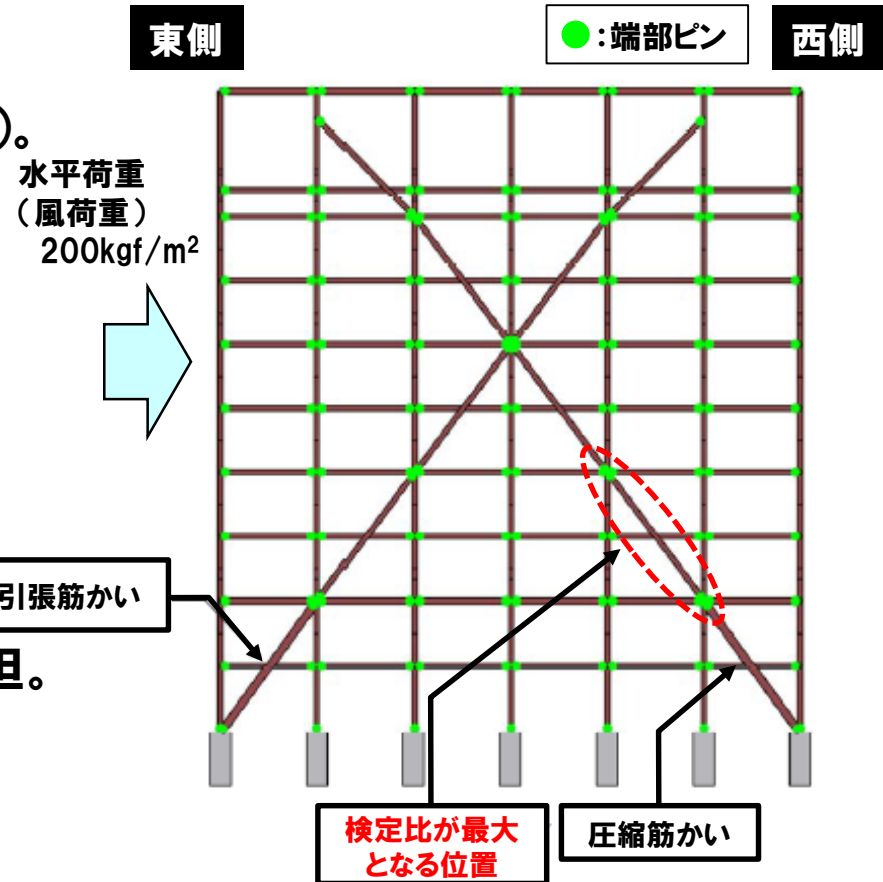 東側
●:端部ピン
西側
)。
水平荷重
（風荷重）
200kgf/m²
引張筋かい
担。
検定比が最大
となる位置
圧縮筋かい